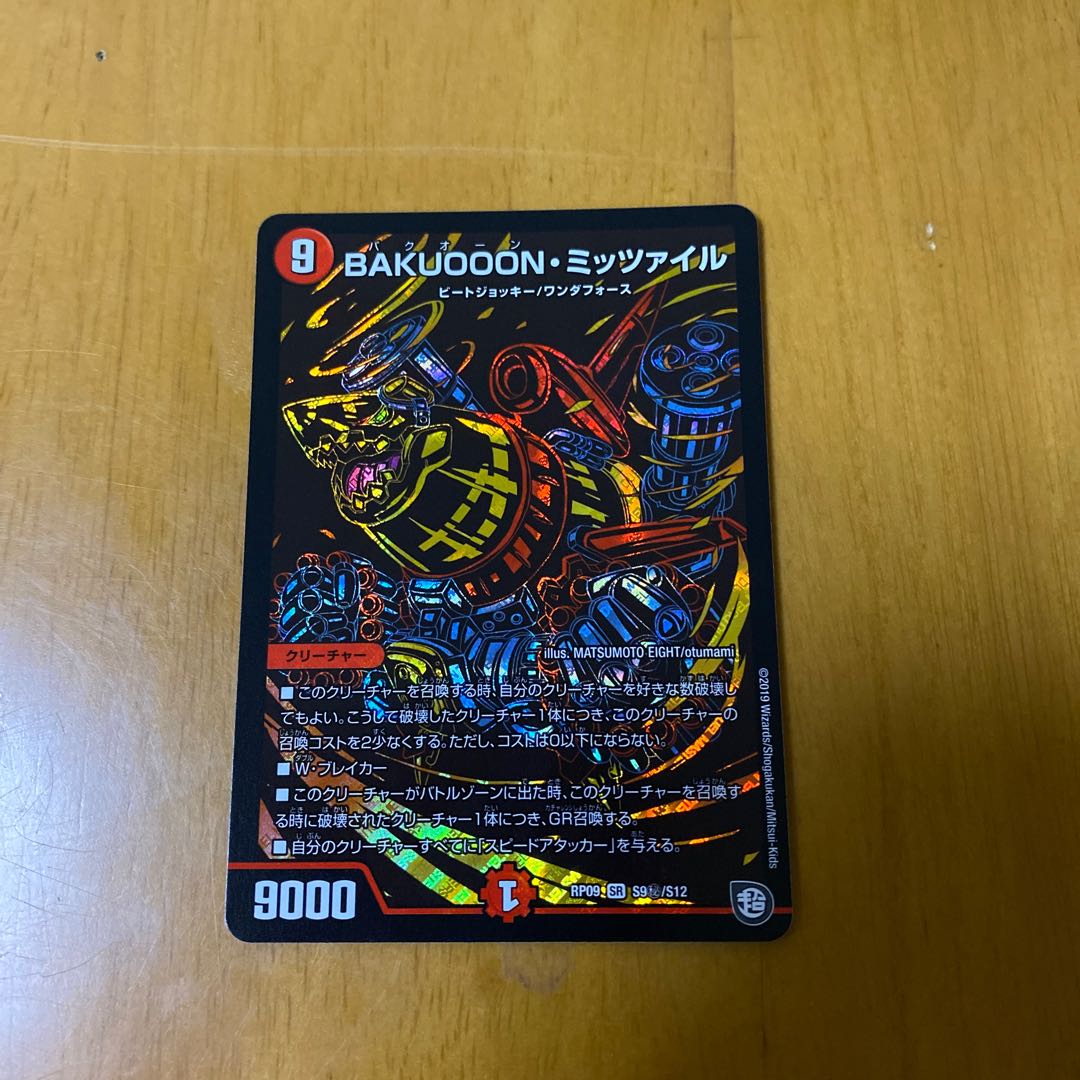 9
バクオーン
BAKUOOON・ミッツァイル
ビートジョッキー/ワンダフォース
クリーチャー
illus. MATSUMOTO EIGHT/otumami
■このクリーチャーを召喚する時、自分のクリーチャーを好きな数破壊し
てもよい。こうして破壊したクリーチャー1体につき、このクリーチャーの
召喚コストを2少なくする。ただし、コストは0以下にならない。
■W・ブレイカー
■このクリーチャーがバトルゾーンに出た時、このクリーチャーを召喚す
る時に破壊されたクリーチャー1体につき、GR召喚する。
■自分のクリーチャーすべてに「スピードアタッカー」を与える。
©2019 Wizards/Shogakukan/Mitsui-Kids
9000
1
RP09 SR S9㊙/S12
超